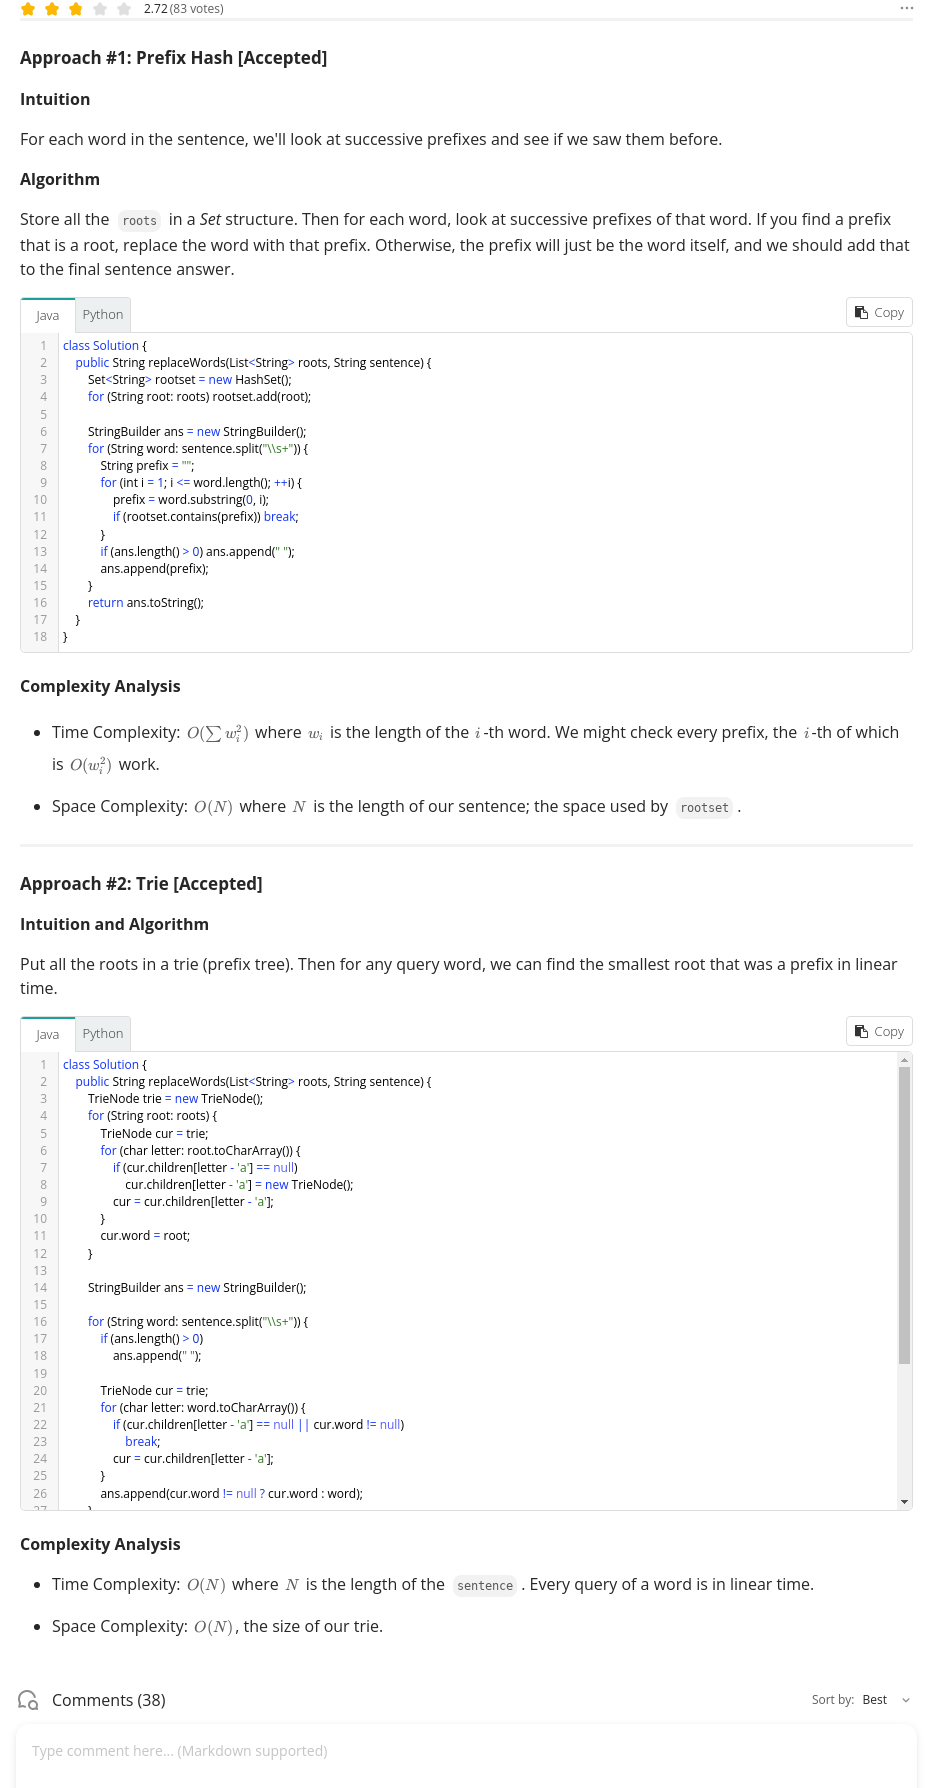 2.72 (83 votes)
Approach #1: Prefix Hash [Accepted]
Intuition
For each word in the sentence, we'll look at successive prefixes and see if we saw them before.
Algorithm
Store all the roots in a Set structure. Then for each word, look at successive prefixes of that word. If you find a prefix
that is a root, replace the word with that prefix. Otherwise, the prefix will just be the word itself, and we should add that
to the final sentence answer.
Java Python Copy
1 class Solution {
2 public String replaceWords(List<String> roots, String sentence) {
3 Set<String> rootset = new HashSet();
4 for (String root: roots) rootset.add(root);
5
6 StringBuilder ans = new StringBuilder();
7 for (String word: sentence.split("\\s+")) {
8 String prefix = "";
9 for (int i = 1; i <= word.length(); ++i) {
10 prefix = word.substring(0, i);
11 if (rootset.contains(prefix)) break;
12 }
13 if (ans.length() > 0) ans.append(" ");
14 ans.append(prefix);
15 }
16 return ans.toString();
17 }
18 }
Complexity Analysis
• Time Complexity: O(∑ w_i^2) where w_i is the length of the i-th word. We might check every prefix, the i-th of which
is O(w_i^2) work.
• Space Complexity: O(N) where N is the length of our sentence; the space used by rootset .
Approach #2: Trie [Accepted]
Intuition and Algorithm
Put all the roots in a trie (prefix tree). Then for any query word, we can find the smallest root that was a prefix in linear
time.
Java Python Copy
1 class Solution {
2 public String replaceWords(List<String> roots, String sentence) {
3 TrieNode trie = new TrieNode();
4 for (String root: roots) {
5 TrieNode cur = trie;
6 for (char letter: root.toCharArray()) {
7 if (cur.children[letter - 'a'] == null)
8 cur.children[letter - 'a'] = new TrieNode();
9 cur = cur.children[letter - 'a'];
10 }
11 cur.word = root;
12 }
13
14 StringBuilder ans = new StringBuilder();
15
16 for (String word: sentence.split("\\s+")) {
17 if (ans.length() > 0)
18 ans.append(" ");
19
20 TrieNode cur = trie;
21 for (char letter: word.toCharArray()) {
22 if (cur.children[letter - 'a'] == null || cur.word != null)
23 break;
24 cur = cur.children[letter - 'a'];
25 }
26 ans.append(cur.word != null ? cur.word : word);
27 }
Complexity Analysis
• Time Complexity: O(N) where N is the length of the sentence . Every query of a word is in linear time.
• Space Complexity: O(N), the size of our trie.
Comments (38) Sort by: Best
Type comment here... (Markdown supported)